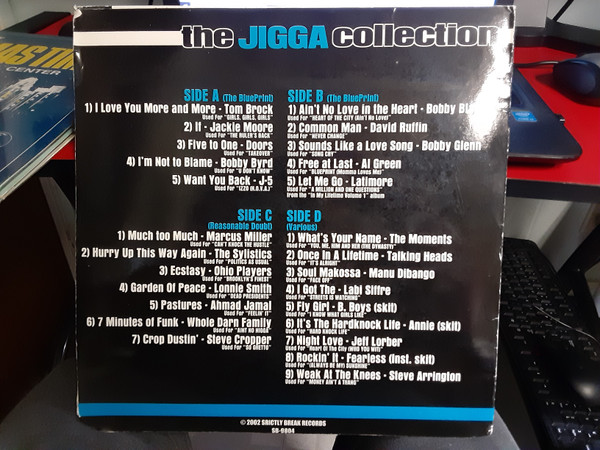 the JIGGA collection
CENTER
SIDE A (The BluePrint)
1) I Love You More and More - Tom Brock
Used For "GIRLS, GIRLS, GIRLS"
2) If - Jackie Moore
Used For "THE RULER'S BACK"
3) Five to One - Doors
Used For "TAKEOVER"
4) I'm Not to Blame - Bobby Byrd
Used For "U DON'T KNOW"
5) Want You Back - J-5
Used For "IZZO (H.O.V.A.)"
SIDE B (The BluePrint)
1) Ain't No Love in the Heart - Bobby
Used For "HEART OF THE CITY (Ain't No Love)"
2) Common Man - David Ruffin
Used For "NEVER CHANGE"
3) Sounds Like a Love Song - Bobby Glenn
Used For "SONG CRY"
4) Free at Last - Al Green
Used For "BLUEPRINT (Momma Loves Me)"
5) Let Me Go - Latimore
Used For "A MILLION AND ONE QUESTIONS"
From the "In My Lifetime Volume 1" album
SIDE C
(Reasonable Doubt)
1) Much too Much - Marcus Miller
Used For "CAN'T KNOCK THE HUSTLE"
2) Hurry Up This Way Again - The Sylistics
Used For "POLITICS AS USUAL"
3) Ecstasy - Ohio Players
Used For "BROOKLYN'S FINEST"
4) Garden Of Peace - Lonnie Smith
Used For "DEAD PRESIDENTS"
5) Pastures - Ahmad Jamal
Used For "FEELIN' IT"
6) 7 Minutes of Funk - Whole Darn Family
Used For "AINT NO NIGGA"
7) Crop Dustin' - Steve Cropper
Used For "SO GHETTO"
SIDE D
(Various)
1) What's Your Name - The Moments
Used For "YOU, ME, HIM AND HER (THE DYNASTY)"
2) Once In A Lifetime - Talking Heads
Used For "IT'S ALRIGHT"
3) Soul Makossa - Manu Dibango
Used For "FACE OFF"
4) I Got The - Labi Siffre
Used For "STREETS IS WATCHING"
5) Fly Girl - B. Boys (skit)
Used For "I KNOW WHAT GIRLS LIKE"
6) It's The Hardknock Life - Annie (skit)
Used For "HARD KNOCK LIFE"
7) Night Love - Jeff Lorber
Used For "Heart Of The City (With You Wit)"
8) Rockin' It - Fearless (Inst. skit)
Used For "(ALWAYS BE MY) SUNSHINE"
9) Weak At The Knees - Steve Arrington
Used For "MONEY AIN'T A THANG"
© 2002 STRICTLY BREAK RECORDS
SB-9804